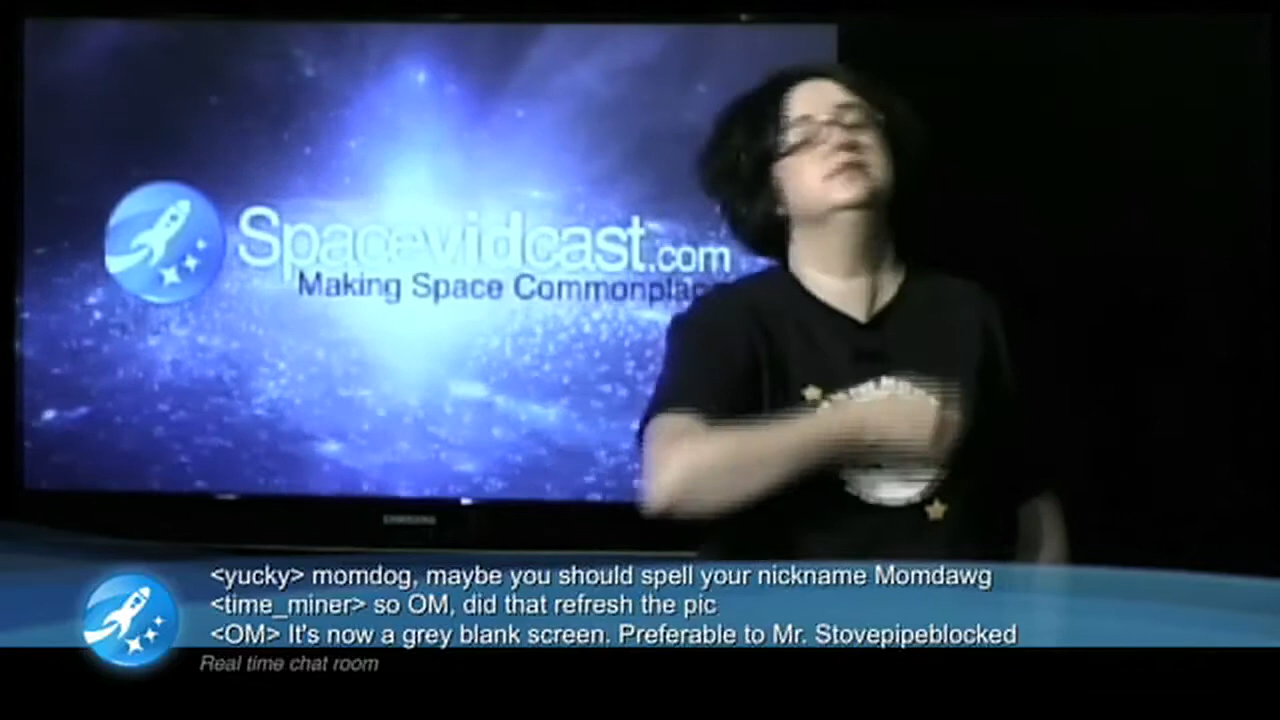 Spacevidcast.com
Making Space Commonplac
SAMSUNG
<yucky> momdog, maybe you should spell your nickname Momdawg
<time_miner> so OM, did that refresh the pic
<OM> It's now a grey blank screen. Preferable to Mr. Stovepipeblocked
Real time chat room